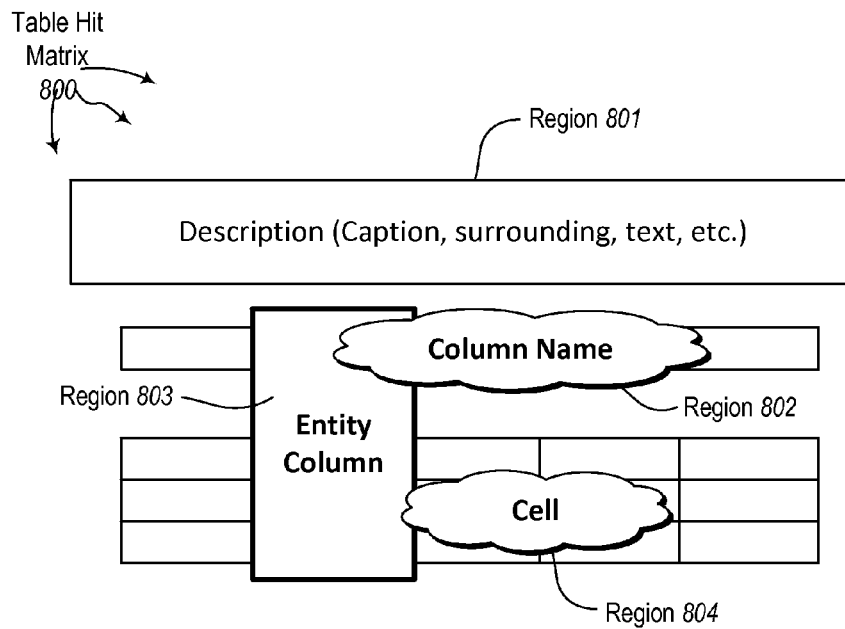 Table Hit
Matrix
800
Region 801
Description (Caption, surrounding, text, etc.)
Column Name
Region 803
Region 802
Entity
Column
Cell
Region 804